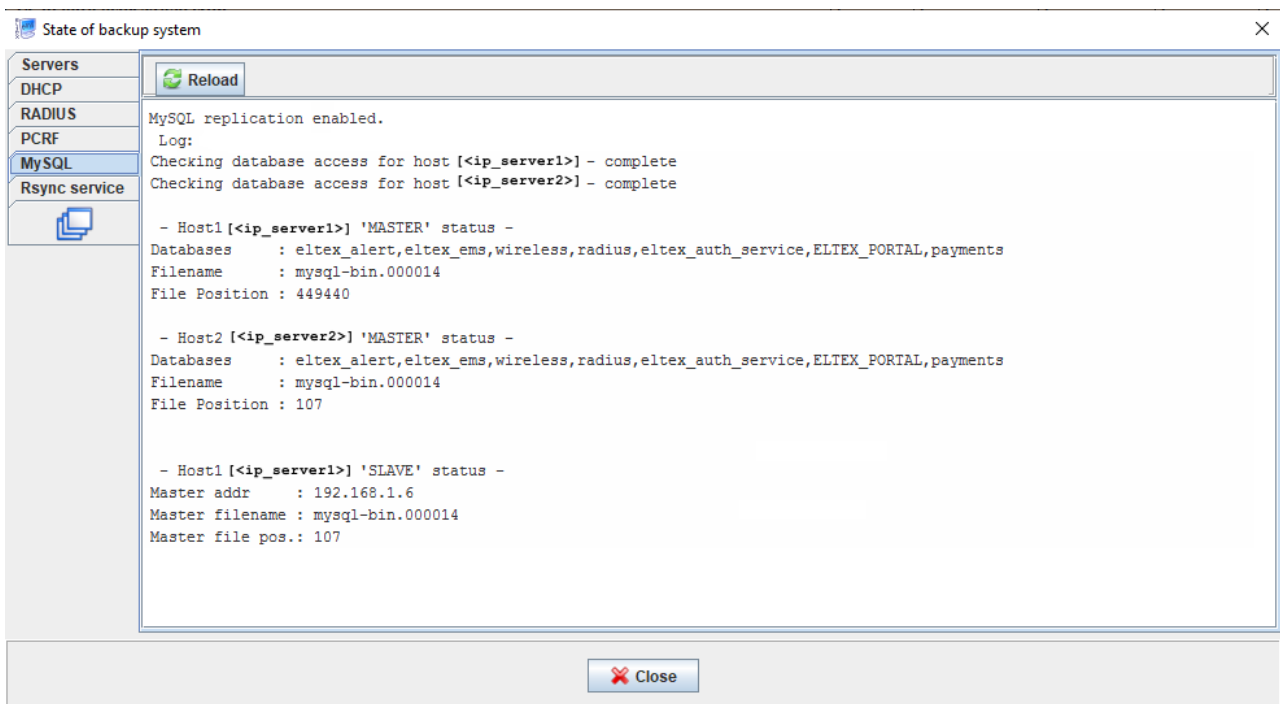 State of backup system
Servers
DHCP
RADIUS
PCRF
MySQL
Rsync service
Reload
MySQL replication enabled.
Log:
Checking database access for host [<ip_server1>] - complete
Checking database access for host [<ip_server2>] - complete
- Host1 [<ip_server1>] 'MASTER' status -
Databases : eltex_alert,eltex_ems,wireless,radius,eltex_auth_service,ELTEX_PORTAL,payments
Filename : mysql-bin.000014
File Position : 449440
- Host2 [<ip_server2>] 'MASTER' status -
Databases : eltex_alert,eltex_ems,wireless,radius,eltex_auth_service,ELTEX_PORTAL,payments
Filename : mysql-bin.000014
File Position : 107
- Host1 [<ip_server1>] 'SLAVE' status -
Master addr : 192.168.1.6
Master filename : mysql-bin.000014
Master file pos.: 107
Close